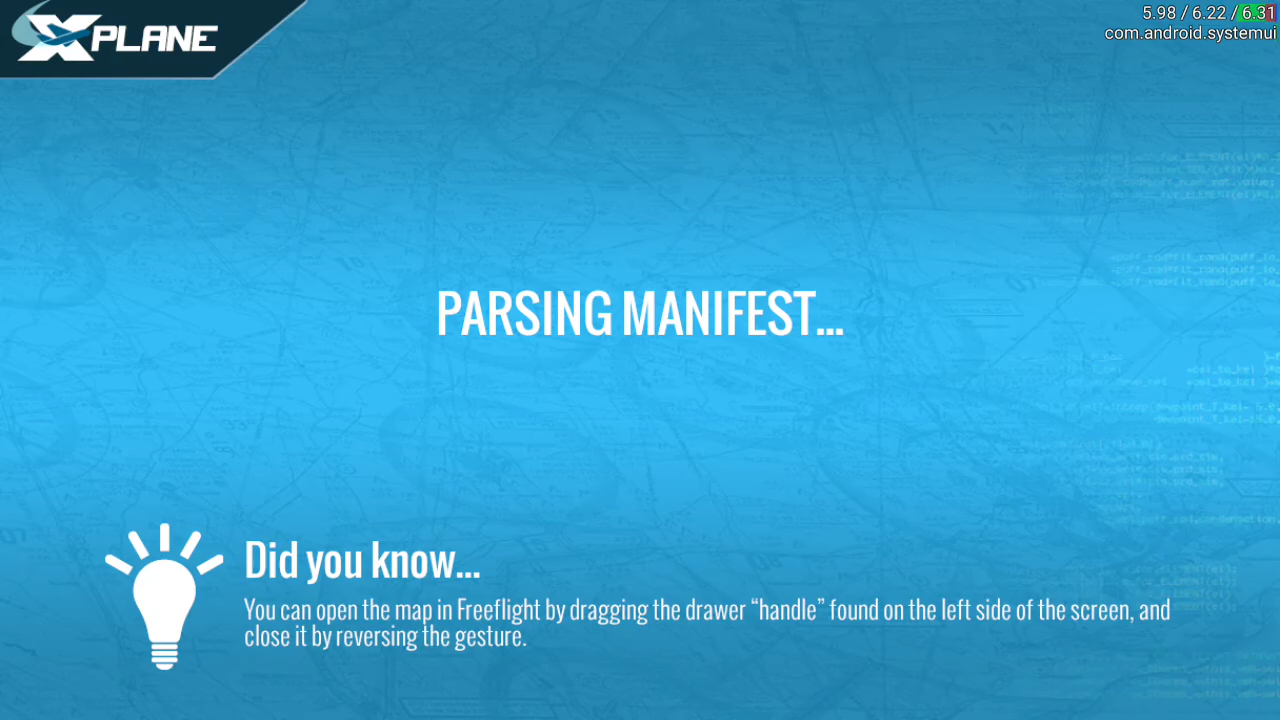 X PLANE
5.98 / 6.22 / 6.31
com.android.systemui
PARSING MANIFEST...
Did you know...
You can open the map in Freeflight by dragging the drawer “handle” found on the left side of the screen, and
close it by reversing the gesture.